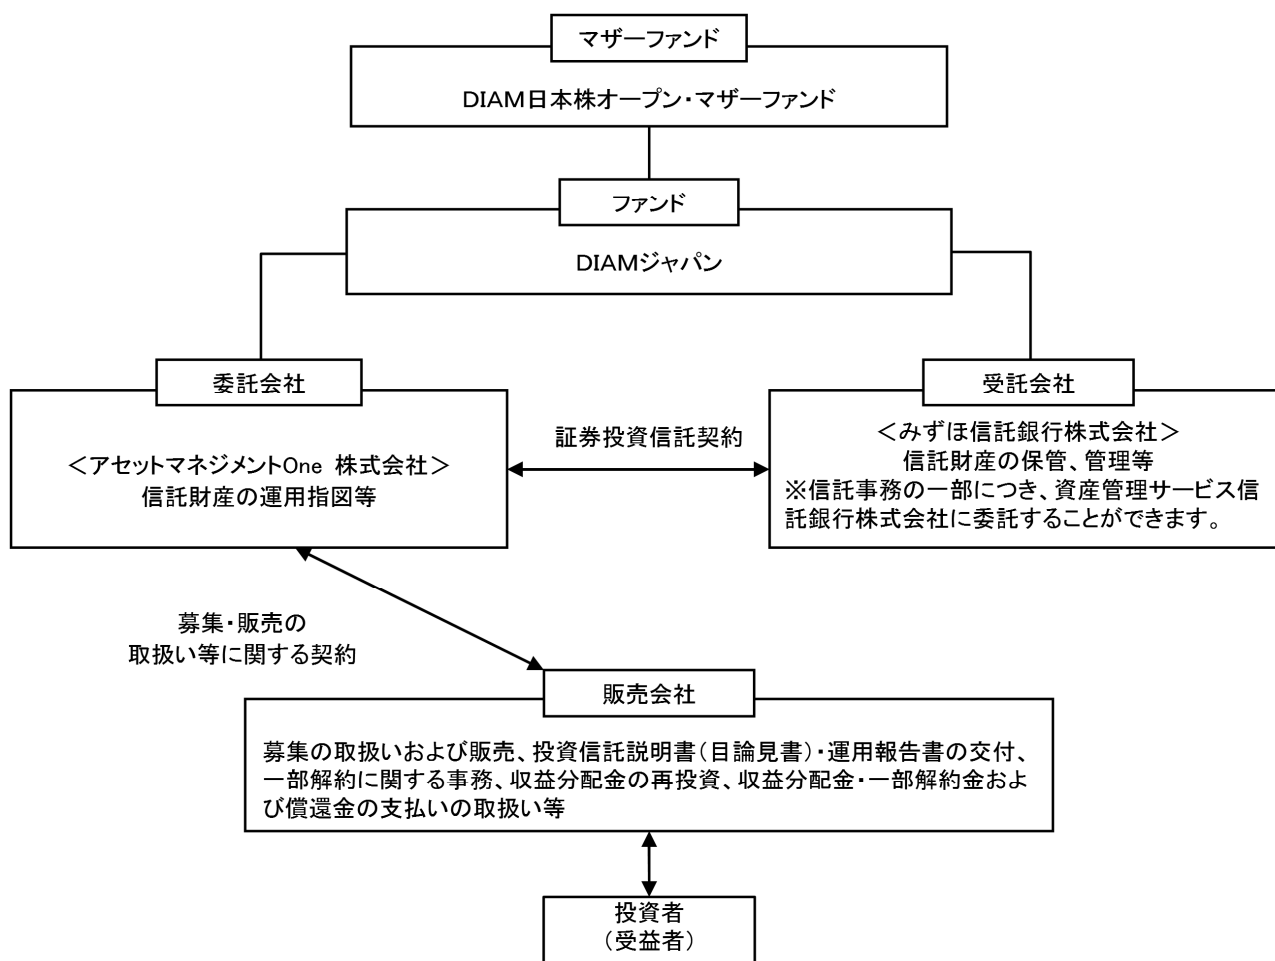 マザーファンド
DIAM日本株オープン・マザーファンド
ファンド
DIAMジャパン
委託会社
＜アセットマネジメントOne 株式会社＞
信託財産の運用指図等
証券投資信託契約
受託会社
＜みずほ信託銀行株式会社＞
信託財産の保管、管理等
※信託事務の一部につき、資産管理サービス信
託銀行株式会社に委託することができます。
募集・販売の
取扱い等に関する契約
販売会社
募集の取扱いおよび販売、投資信託説明書（目論見書）・運用報告書の交付、
一部解約に関する事務、収益分配金の再投資、収益分配金・一部解約金およ
び償還金の支払いの取扱い等
投資者
（受益者）